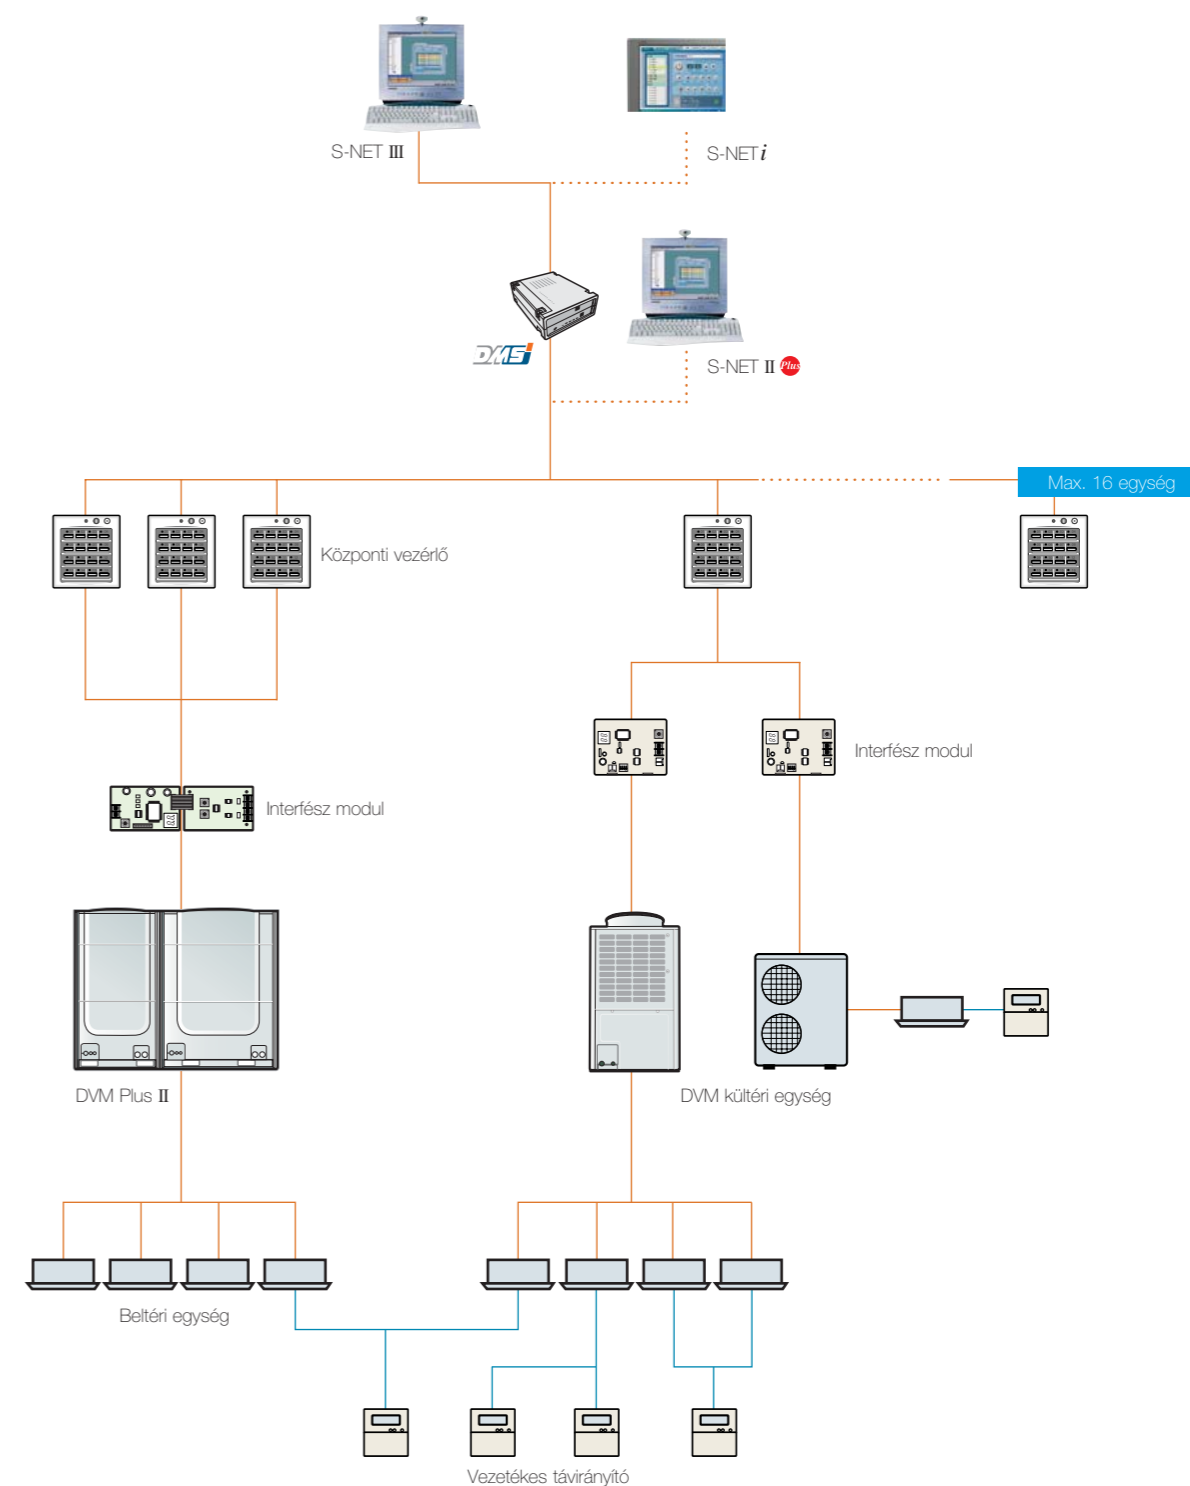 S-NET III
S-NET i
DMS i
S-NET II Plus
Max. 16 egység
Központi vezérlő
Interfész modul
Interfész modul
DVM Plus II
DVM kültéri egység
Beltéri egység
Vezetékes távirányító